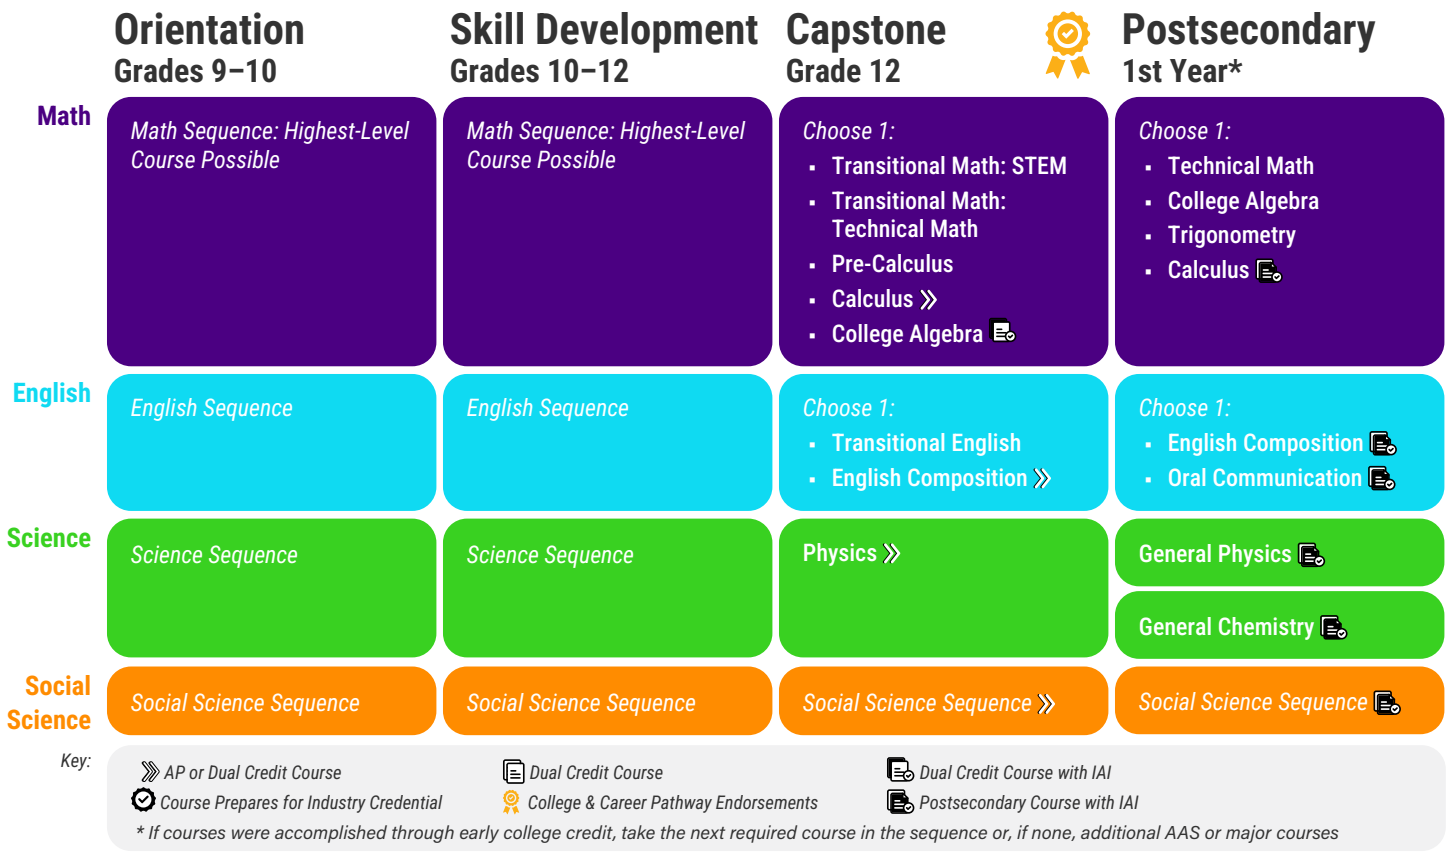 Orientation
Grades 9–10
Skill Development
Grades 10–12
Capstone
Grade 12
Postsecondary
1st Year*
Math
Math Sequence: Highest-Level
Course Possible
Math Sequence: Highest-Level
Course Possible
Choose 1:
▪ Transitional Math: STEM
▪ Transitional Math:
Technical Math
▪ Pre-Calculus
▪ Calculus
▪ College Algebra
Choose 1:
▪ Technical Math
▪ College Algebra
▪ Trigonometry
▪ Calculus
English
English Sequence
English Sequence
Choose 1:
▪ Transitional English
▪ English Composition
Choose 1:
▪ English Composition
▪ Oral Communication
Science
Science Sequence
Science Sequence
Physics
General Physics
General Chemistry
Social
Science
Social Science Sequence
Social Science Sequence
Social Science Sequence
Social Science Sequence
Key:
AP or Dual Credit Course
Dual Credit Course
Dual Credit Course with IAI
Course Prepares for Industry Credential
College & Career Pathway Endorsements
Postsecondary Course with IAI
* If courses were accomplished through early college credit, take the next required course in the sequence or, if none, additional AAS or major courses